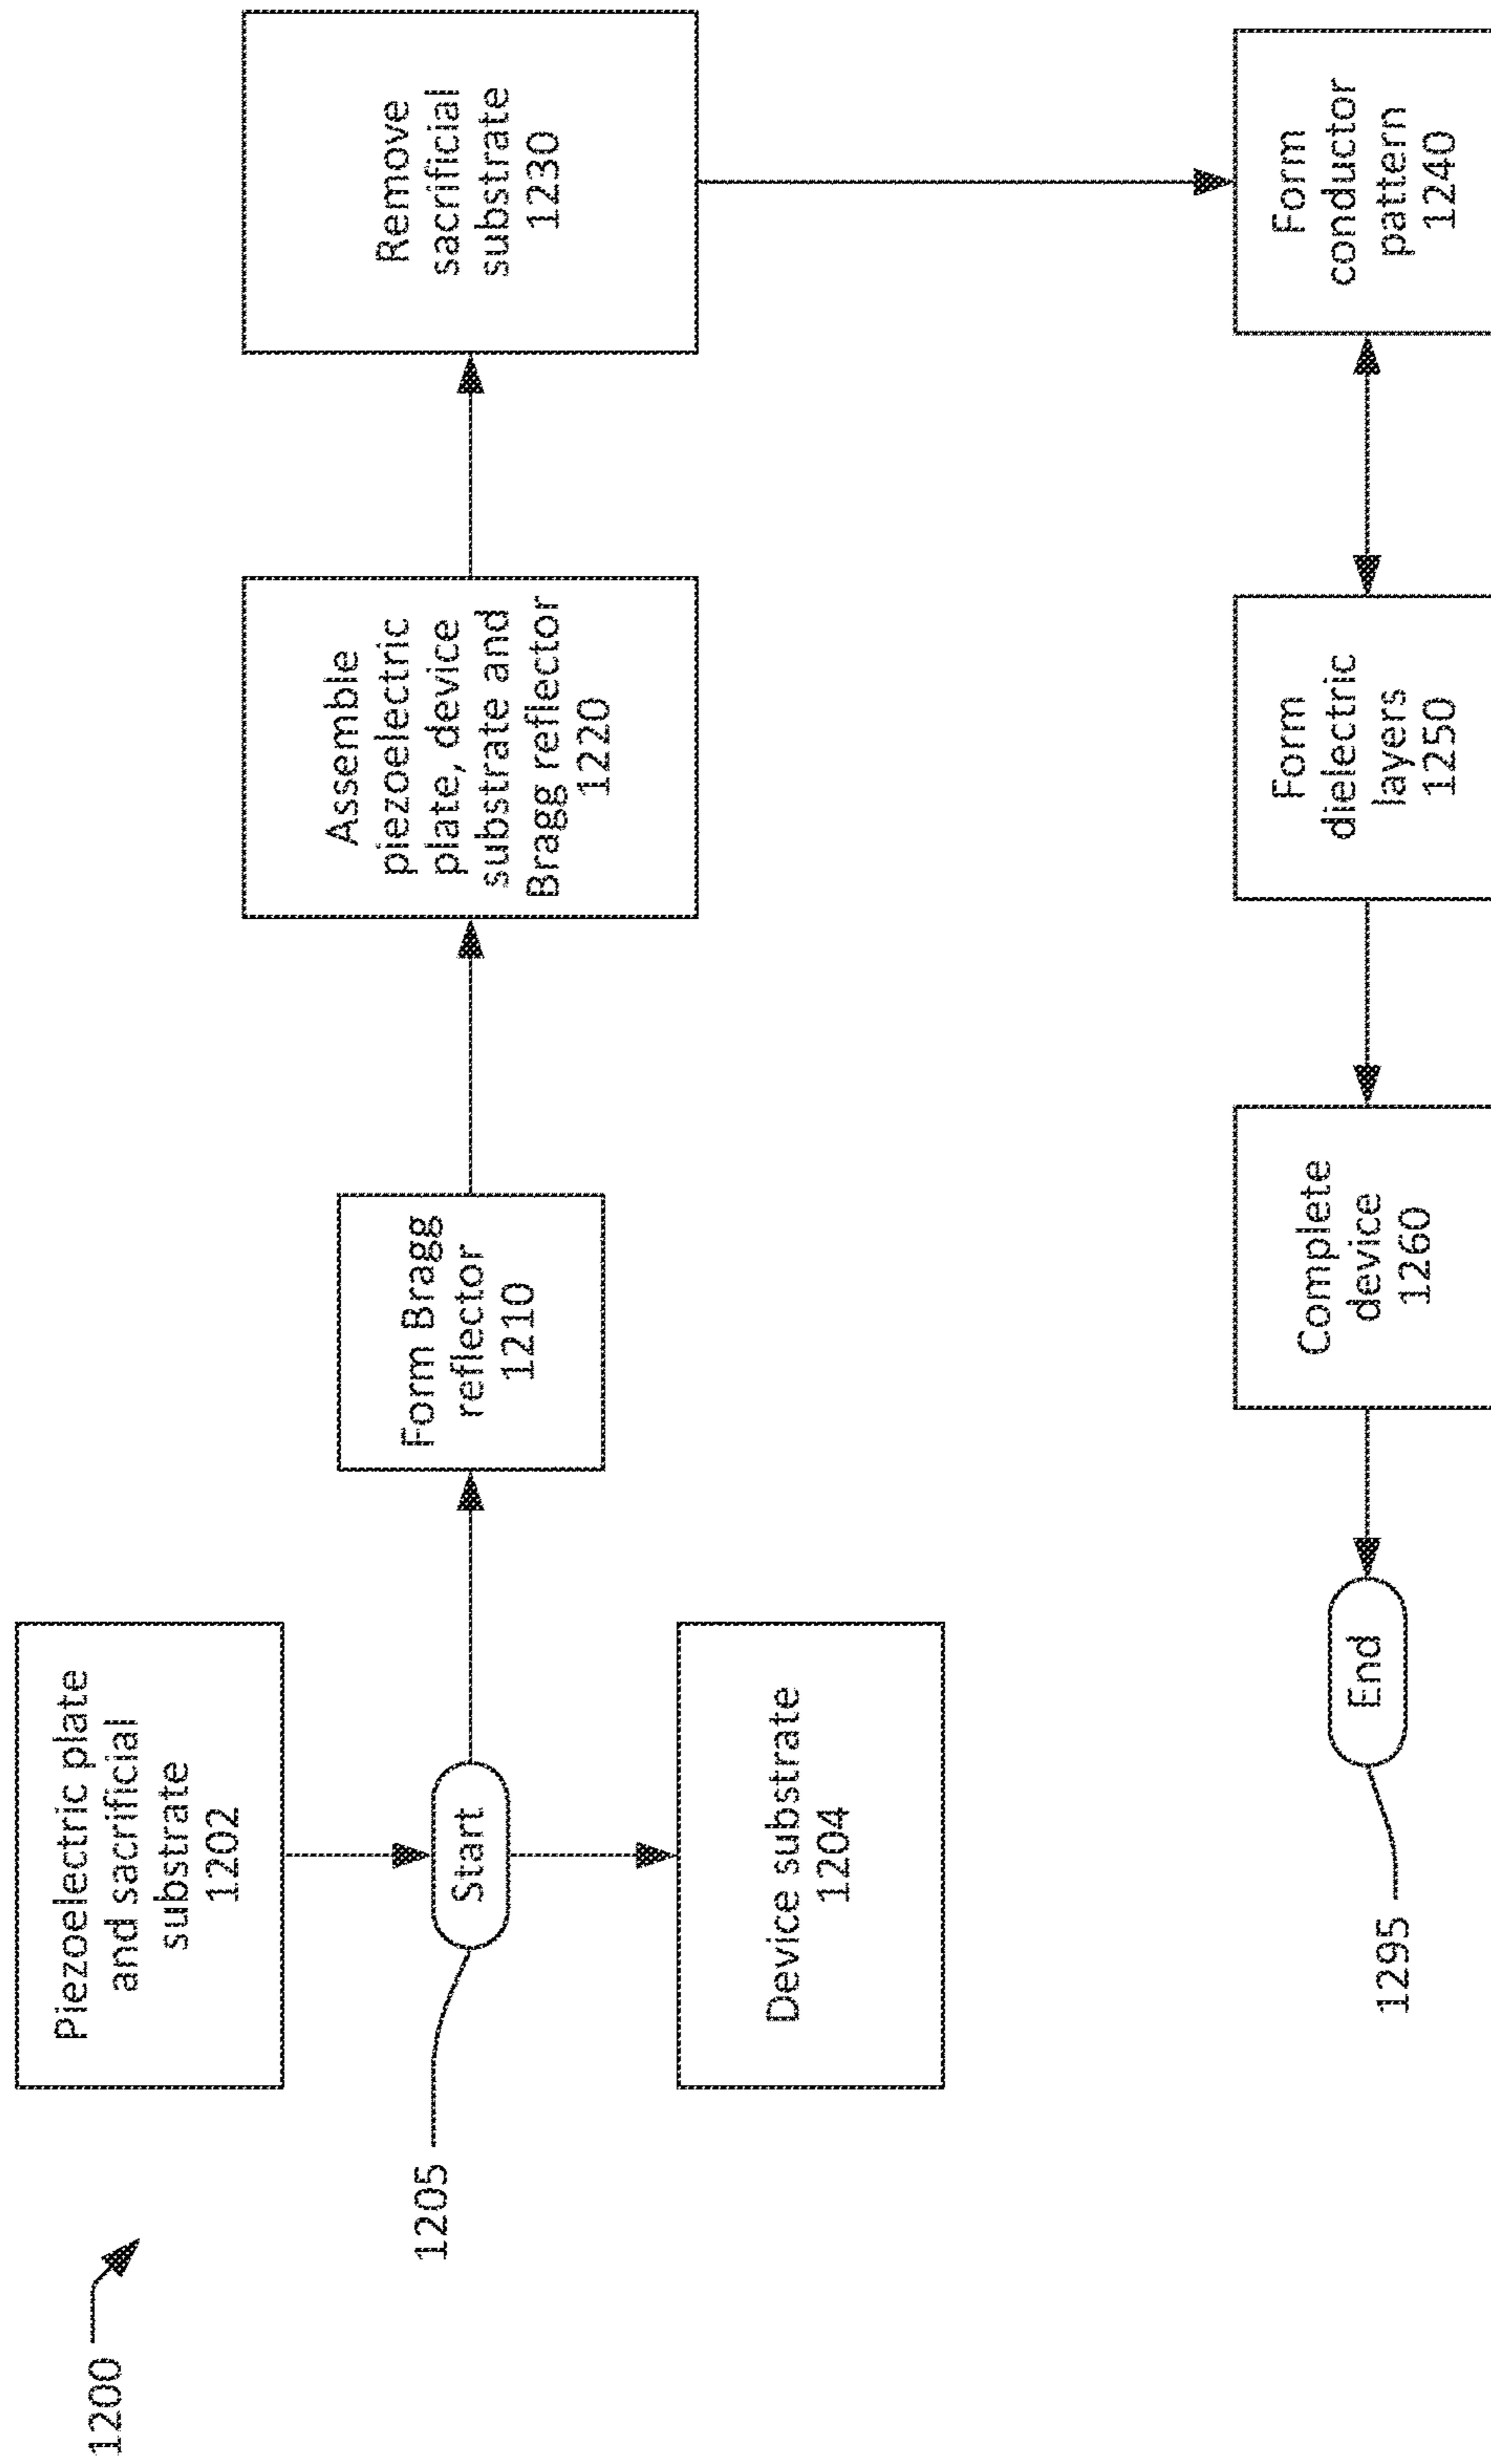 1200
Piezoelectric plate
and sacrificial
substrate
1202
1205
Start
Device substrate
1204
Form Bragg
reflector
1210
Assemble
piezoelectric
plate, device
substrate and
Bragg reflector
1220
Remove
sacrificial
substrate
1230
Form
conductor
pattern
1240
Form
dielectric
layers
1250
Complete
device
1260
End
1295